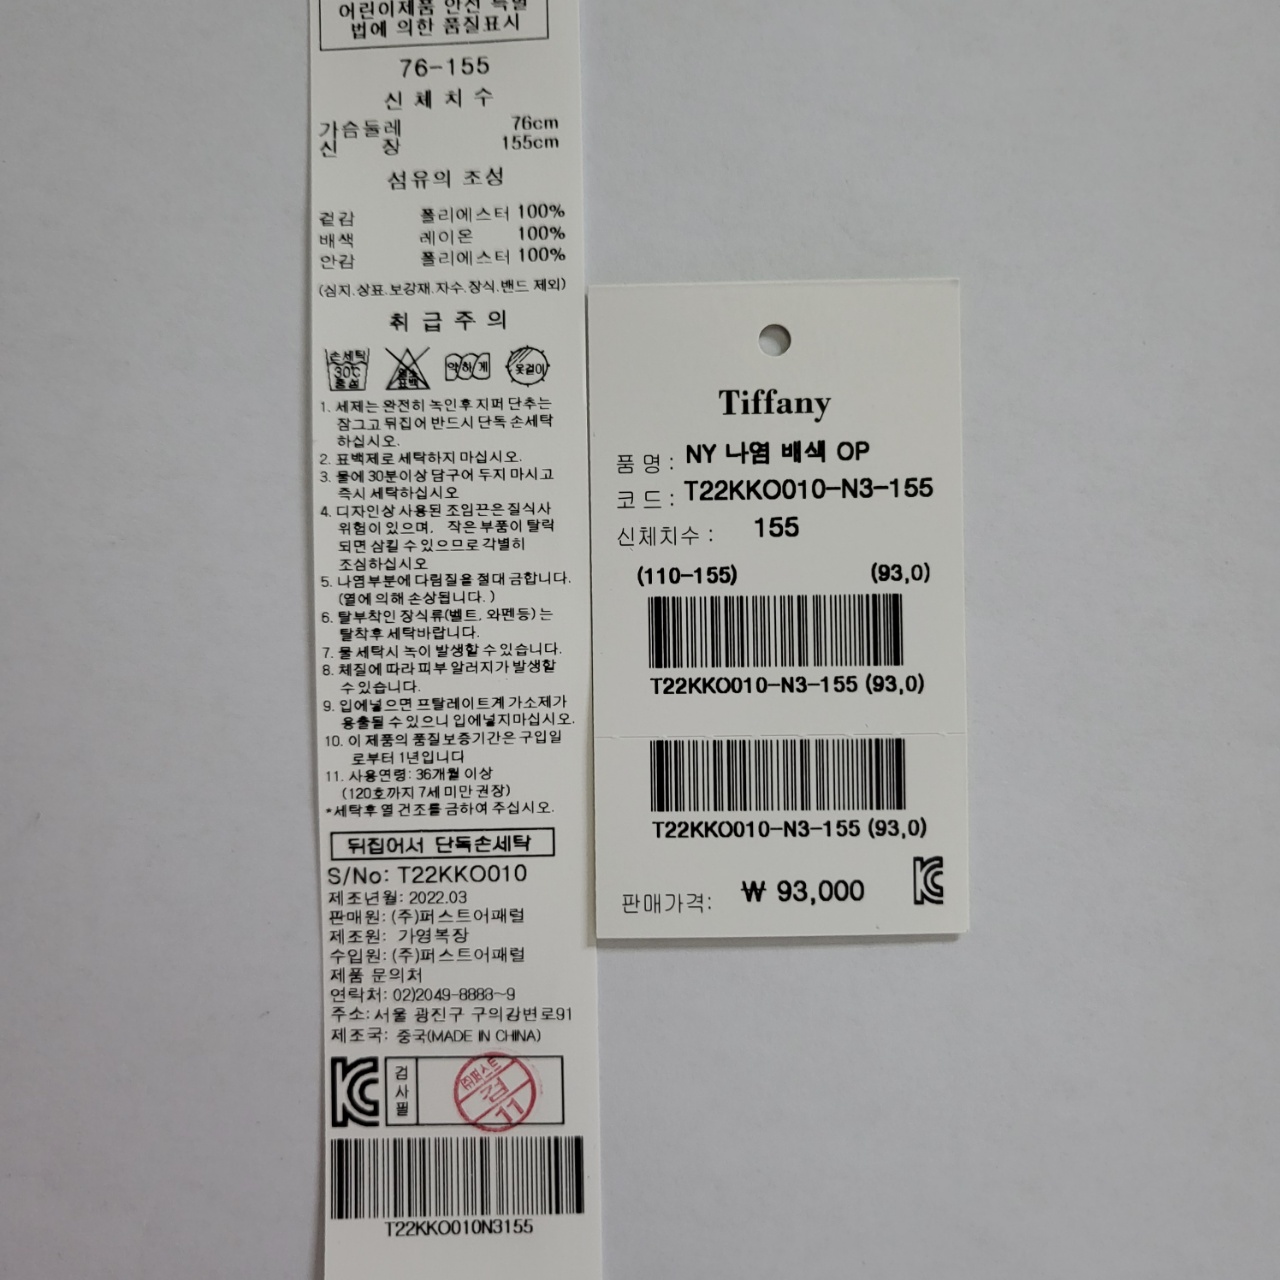 어린이제품 안전 특별
법에 의한 품질표시
76-155
신체치수
가슴둘레 76cm
신 장 155cm
섬유의 조성
겉감 폴리에스터 100%
배색 레이온 100%
안감 폴리에스터 100%
(심지.상표.보강재.자수.장식.밴드 제외)
취급주의
손세탁 30℃ 중성
염소 표백
약하게
옷걸이
1. 세제는 완전히 녹인후 지퍼 단추는
잠그고 뒤집어 반드시 단독 손세탁
하십시오.
2. 표백제로 세탁하지 마십시오.
3. 물에 30분이상 담구어 두지 마시고
즉시 세탁하십시오
4. 디자인상 사용된 조임끈은 질식사
위험이 있으며, 작은 부품이 탈락
되면 삼킬 수 있으므로 각별히
조심하십시오
5. 나염부분에 다림질을 절대 금합니다.
(열에 의해 손상됩니다. )
6. 탈부착인 장식류(벨트, 와펜등) 는
탈착후 세탁바랍니다.
7. 물 세탁시 녹이 발생할 수 있습니다.
8. 체질에 따라 피부 알러지가 발생할
수 있습니다.
9. 입에넣으면 프탈레이트계 가소제가
용출될 수 있으니 입에넣지마십시오.
10. 이 제품의 품질보증기간은 구입일
로부터 1년입니다
11. 사용연령: 36개월 이상
(120호까지 7세 미만 권장)
*세탁후 열 건조를 금하여 주십시오.
뒤집어서 단독손세탁
S/No: T22KKO010
제조년월: 2022.03
판매원: (주)퍼스트어패럴
제조원: 가영복장
수입원: (주)퍼스트어패럴
제품 문의처
연락처: 02)2049-8883~9
주소: 서울 광진구 구의강변로91
제조국: 중국(MADE IN CHINA)
KC 검사필
㈜퍼스트
검
11
T22KKO010N3155
Tiffany
품 명 : NY 나염 배색 OP
코 드 : T22KKO010-N3-155
신체치수 : 155
(110-155) (93,0)
T22KKO010-N3-155 (93,0)
T22KKO010-N3-155 (93,0)
KC
판매가격: ₩ 93,000